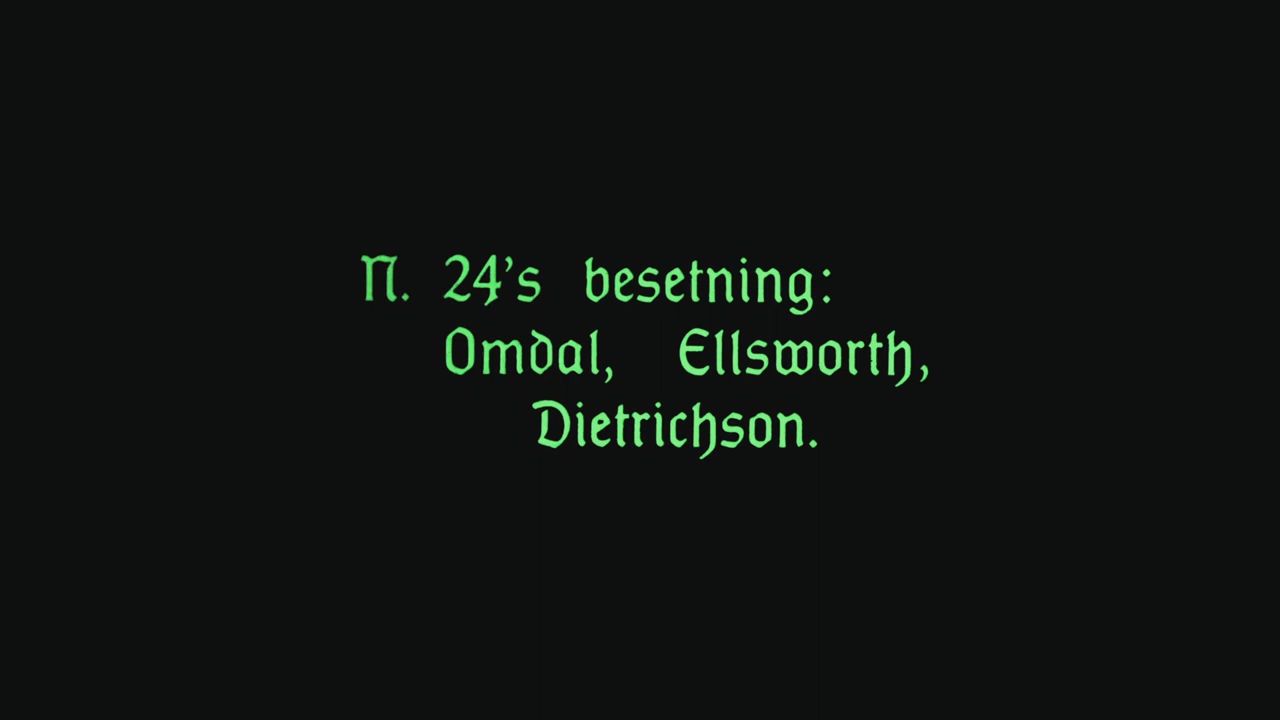 N. 24's besetning:
Omdal, Ellsworth,
Dietrichson.